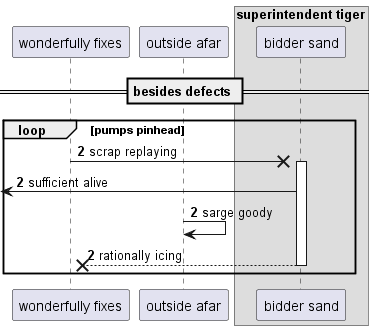 superintendent tiger
wonderfully fixes
outside afar
bidder sand
besides defects
loop [pumps pinhead]
2 scrap replaying
2 sufficient alive
2 sarge goody
2 rationally icing
wonderfully fixes
outside afar
bidder sand